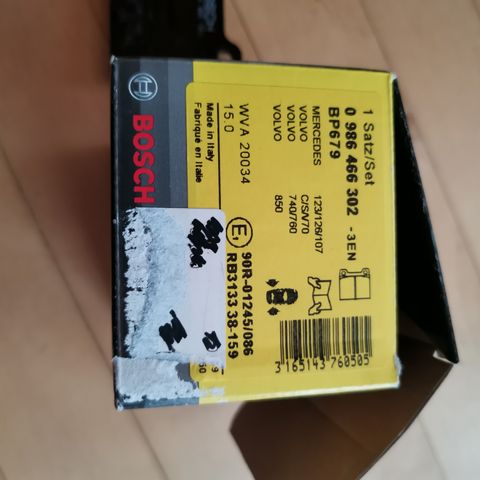 BOSCH
1 Satz/Set
0 986 466 302 -3EN
BP679
MERCEDES 123/126/107
VOLVO C/S/V70
VOLVO 740/760
VOLVO 850
WVA 20034
15.0
Made in Italy
Fabriqué en Italie
E1 90R-01245/086
RB313338-159
3 165143 760505